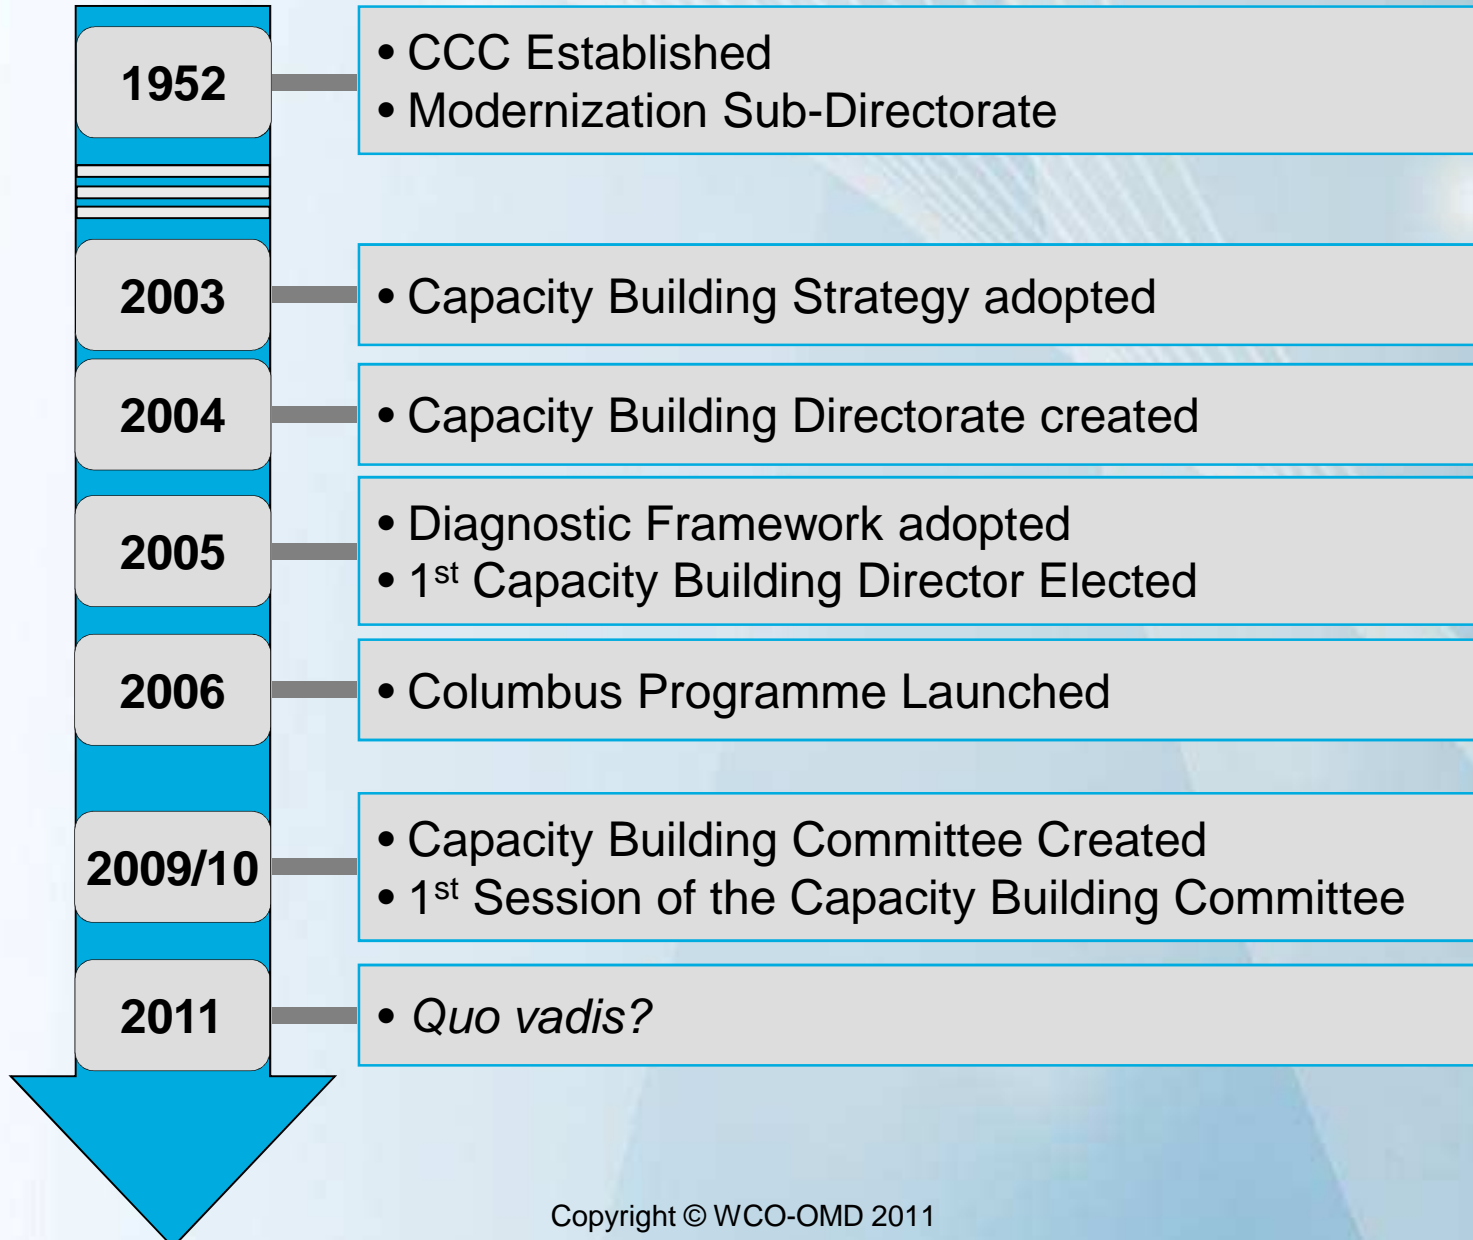 1952
• CCC Established
• Modernization Sub-Directorate
2003
• Capacity Building Strategy adopted
2004
• Capacity Building Directorate created
2005
• Diagnostic Framework adopted
• 1st Capacity Building Director Elected
2006
• Columbus Programme Launched
2009/10
• Capacity Building Committee Created
• 1st Session of the Capacity Building Committee
2011
• Quo vadis?
Copyright © WCO-OMD 2011